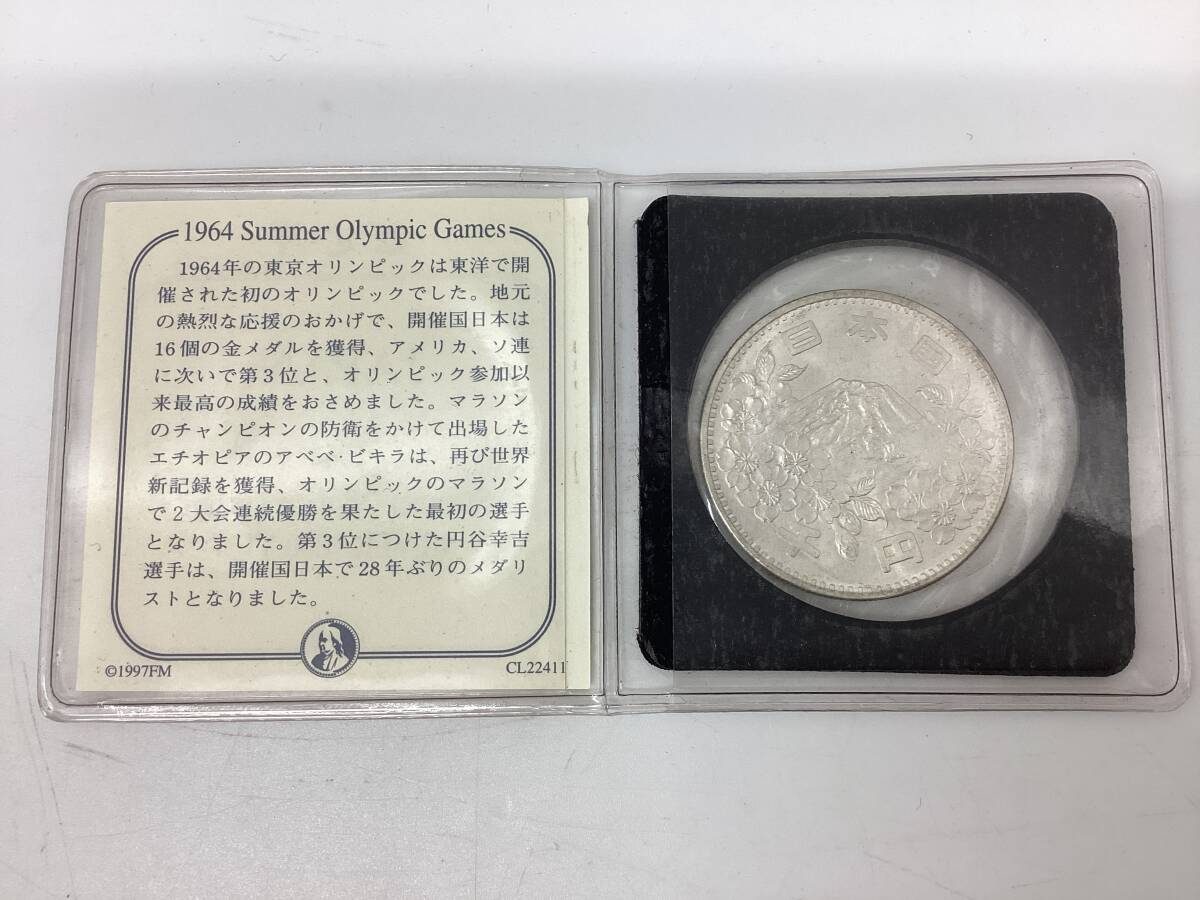 1964 Summer Olympic Games
1964年の東京オリンピックは東洋で開
催された初のオリンピックでした。地元
の熱烈な応援のおかげで、開催国日本は
16個の金メダルを獲得、アメリカ、ソ連
に次いで第3位と、オリンピック参加以
来最高の成績をおさめました。マラソン
のチャンピオンの防衛をかけて出場した
エチオピアのアベベ・ビキラは、再び世界
新記録を獲得、オリンピックのマラソン
で2大会連続優勝を果たした最初の選手
となりました。第3位につけた円谷幸吉
選手は、開催国日本で28年ぶりのメダリ
ストとなりました。
©1997FM
CL22411
日本国
千円